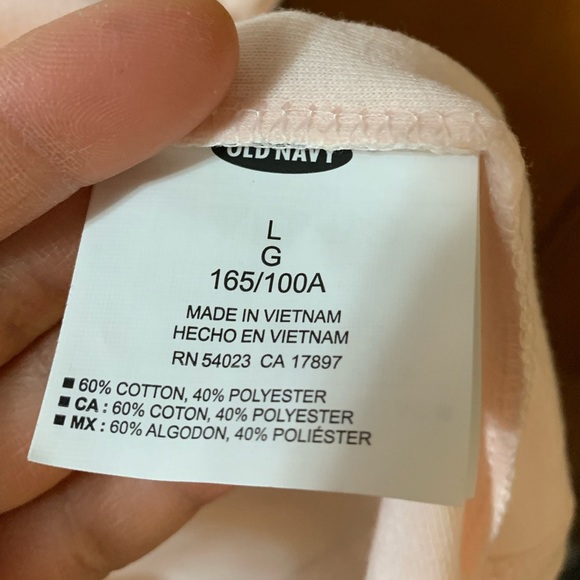 OLD NAVY
L
G
165/100A
MADE IN VIETNAM
HECHO EN VIETNAM
RN 54023 CA 17897
60% COTTON, 40% POLYESTER
CA : 60% COTON, 40% POLYESTER
MX : 60% ALGODON, 40% POLIÉSTER